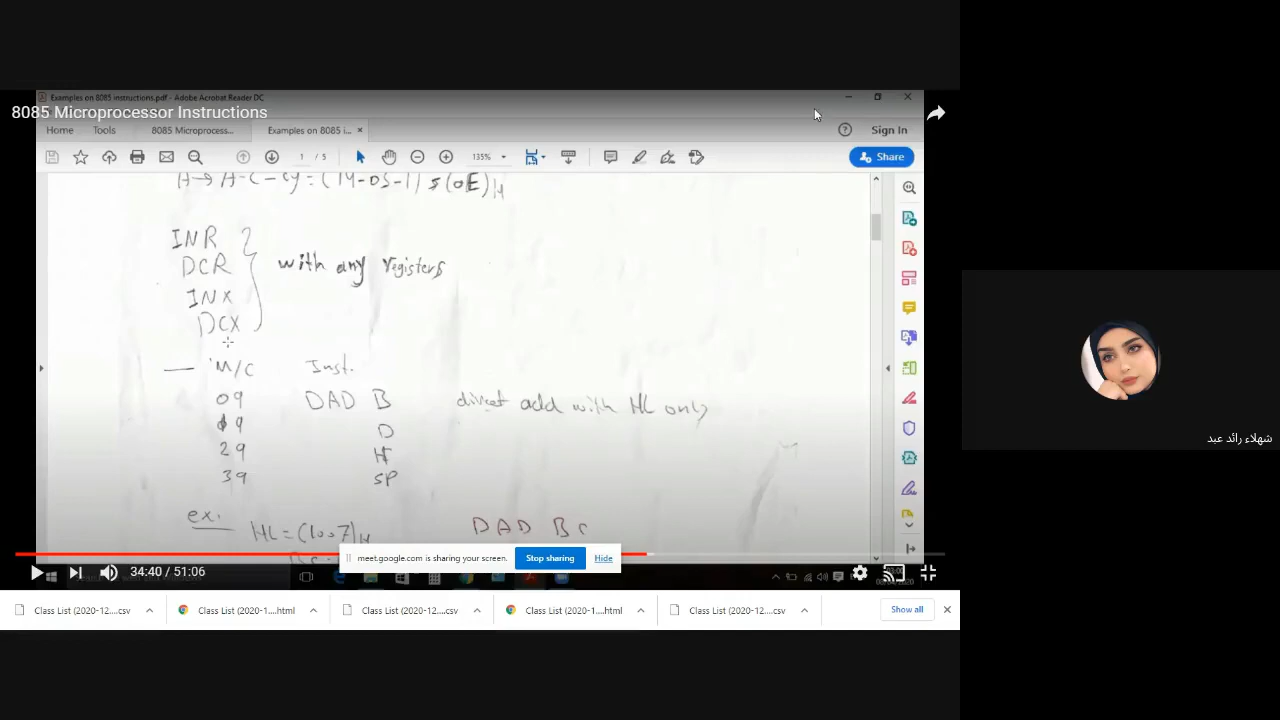 Examples on 8085 instructions.pdf - Adobe Acrobat Reader DC
8085 Microprocessor Instructions
Home Tools 8085 Microprocess... Examples on 8085 i... × Sign In
1 / 5 135% Share
INR
DCR with any registers
INX
DCX
M/C Inst.
09 DAD B direct add with HL only
19 D
29 H
39 SP
ex. HL=(1007)H DAD B
meet.google.com is sharing your screen. Stop sharing Hide
34:40 / 51:06
Class List (2020-12....csv Class List (2020-1....html Class List (2020-12....csv Class List (2020-1....html Class List (2020-12....csv Show all
شهلاء رائد عبد